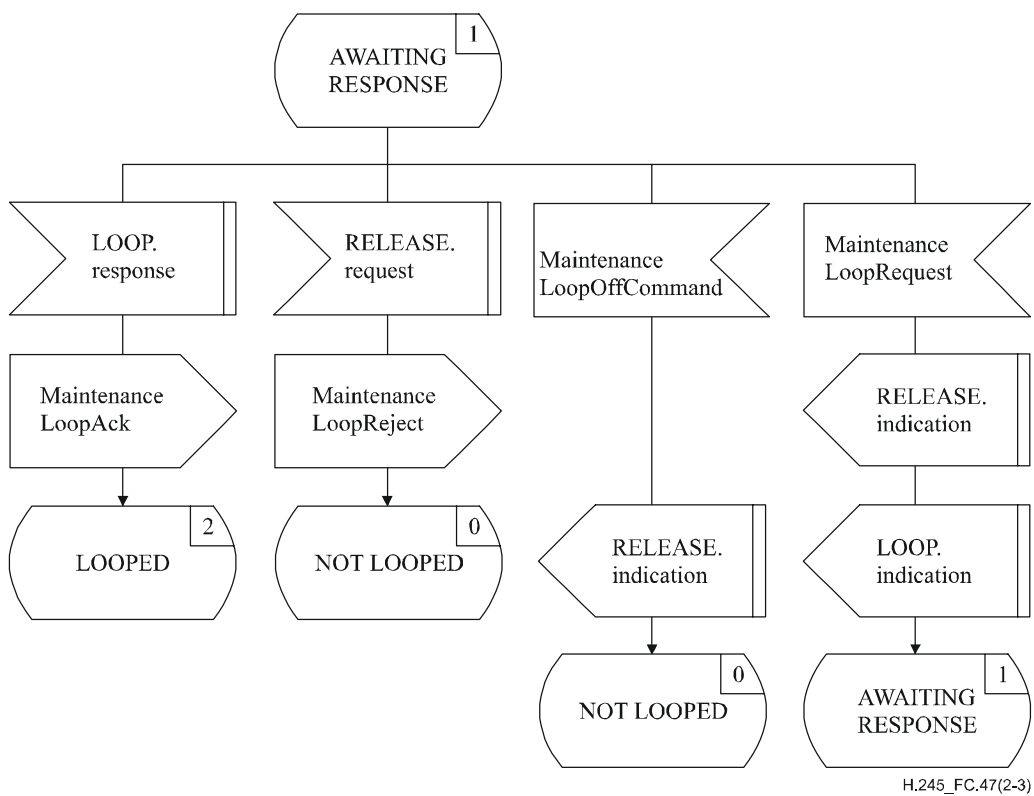 1
AWAITING
RESPONSE
LOOP.
response
RELEASE.
request
Maintenance
LoopOffCommand
Maintenance
LoopRequest
Maintenance
LoopAck
Maintenance
LoopReject
RELEASE.
indication
2
LOOPED
0
NOT LOOPED
RELEASE.
indication
LOOP.
indication
0
NOT LOOPED
1
AWAITING
RESPONSE
H.245_FC.47(2-3)